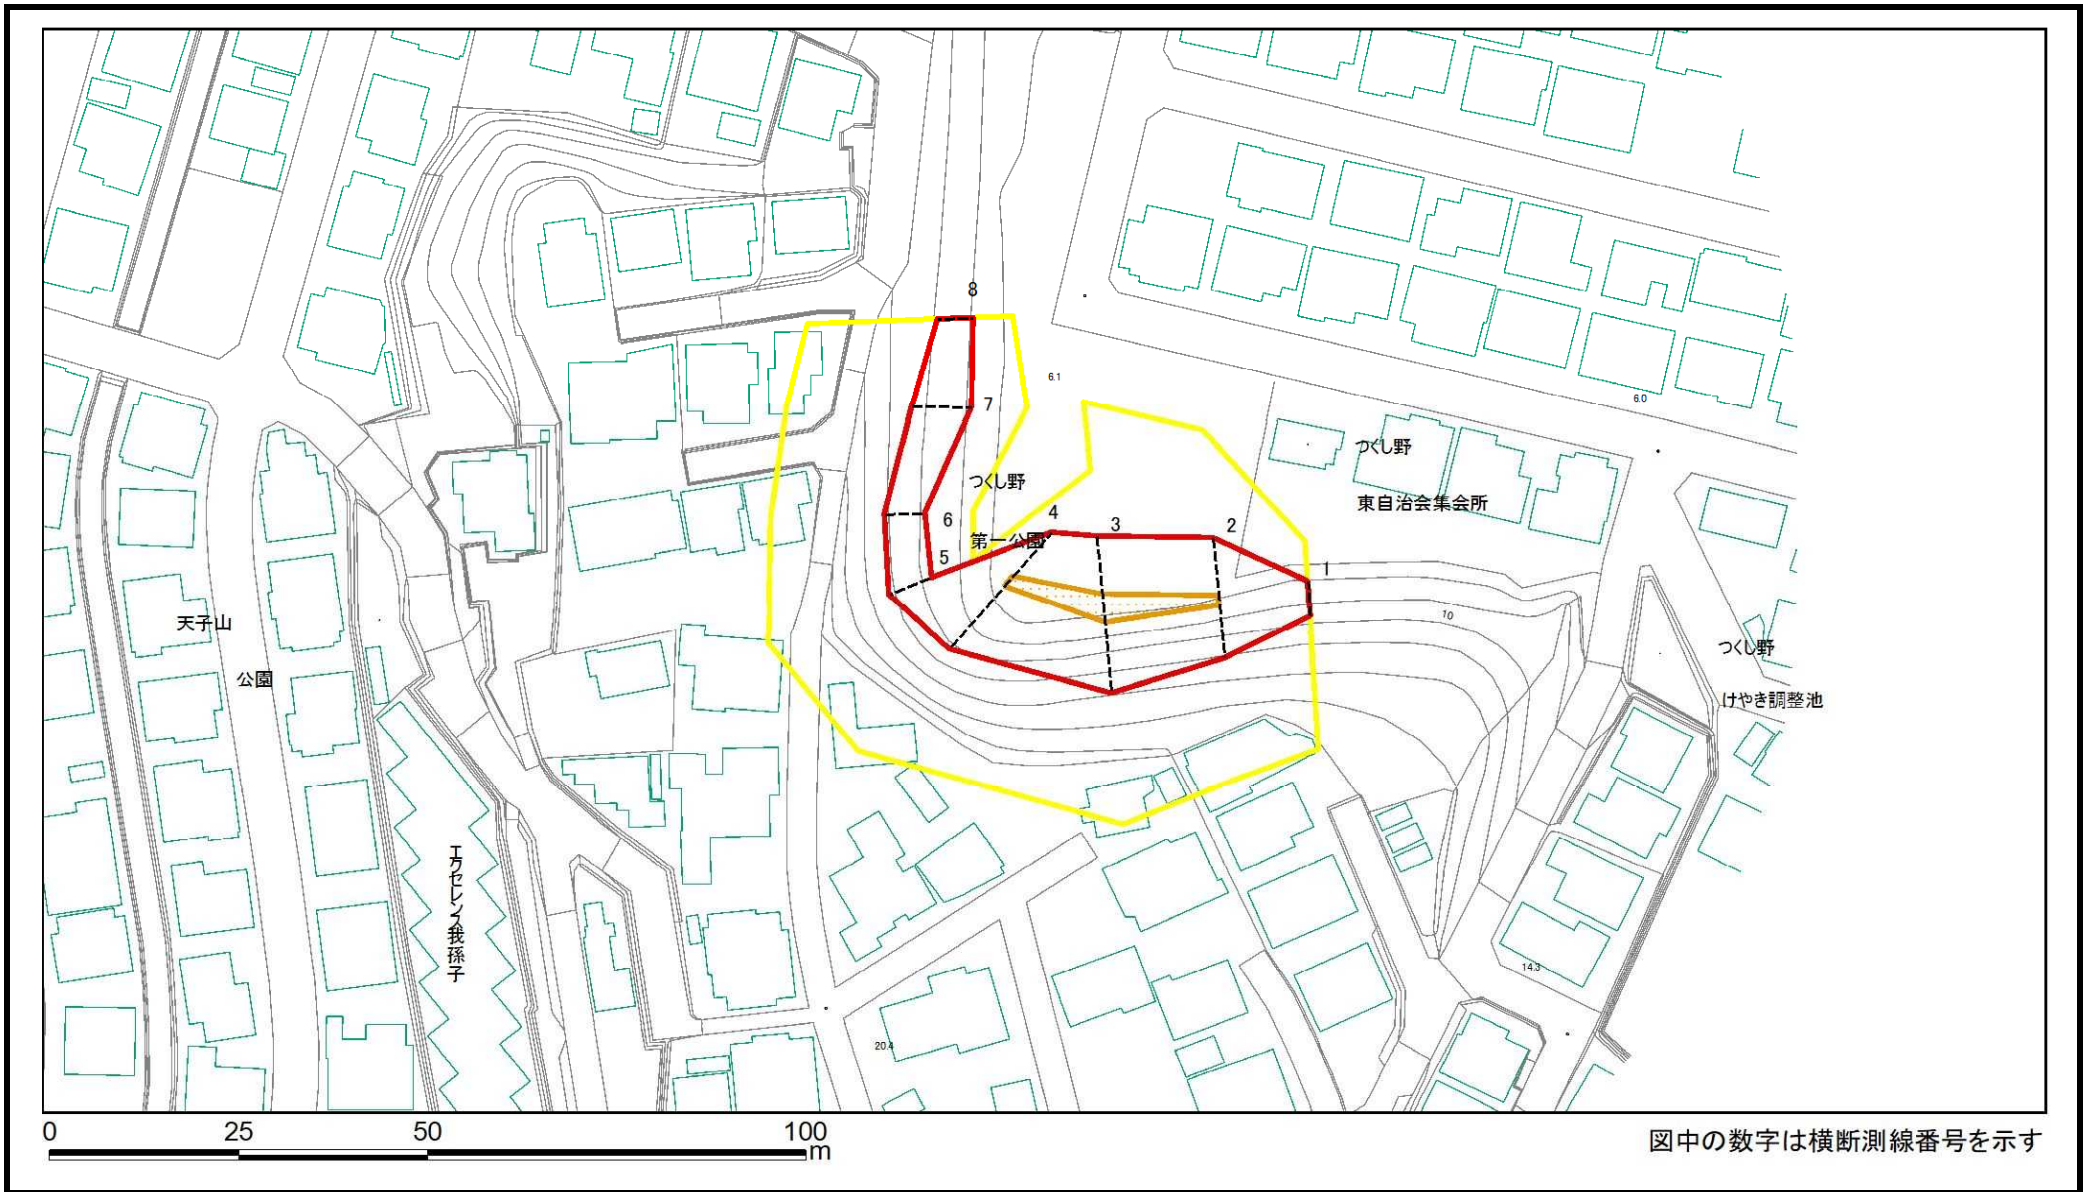 8
6.1
7
6.0
つくし野
東自治会集会所
つくし野
第一公園
6
5
4
3
2
1
10
天子山
公園
つくし野
けやき調整池
エクセレンス我孫子
14.3
20.4
0 25 50 100
m
図中の数字は横断測線番号を示す